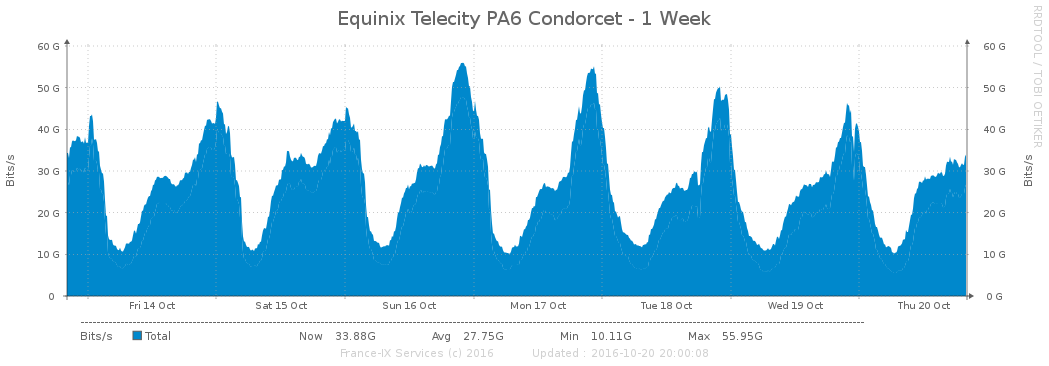 Equinix Telecity PA6 Condorcet - 1 Week
RRDTOOL / TOBI OETIKER
Bits/s
60 G 60 G
50 G 50 G
40 G 40 G
30 G 30 G
20 G 20 G
10 G 10 G
0 0 G
Bits/s
Fri 14 Oct Sat 15 Oct Sun 16 Oct Mon 17 Oct Tue 18 Oct Wed 19 Oct Thu 20 Oct
Bits/s Total Now 33.88G Avg 27.75G Min 10.11G Max 55.95G
France-IX Services (c) 2016 Updated : 2016-10-20 20:00:08